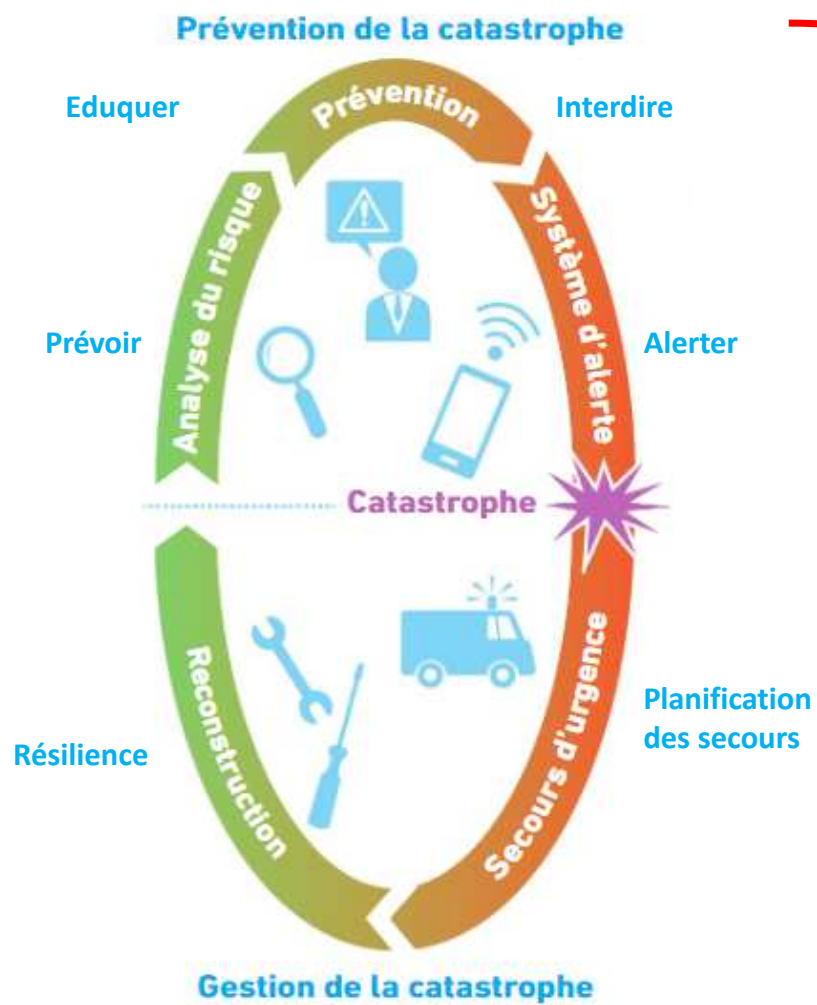 Prévention de la catastrophe
Eduquer
Prévention
Interdire
Analyse du risque
Système d'alerte
Prévoir
Alerter
Catastrophe
Reconstruction
Secours d'urgence
Planification
des secours
Résilience
Gestion de la catastrophe